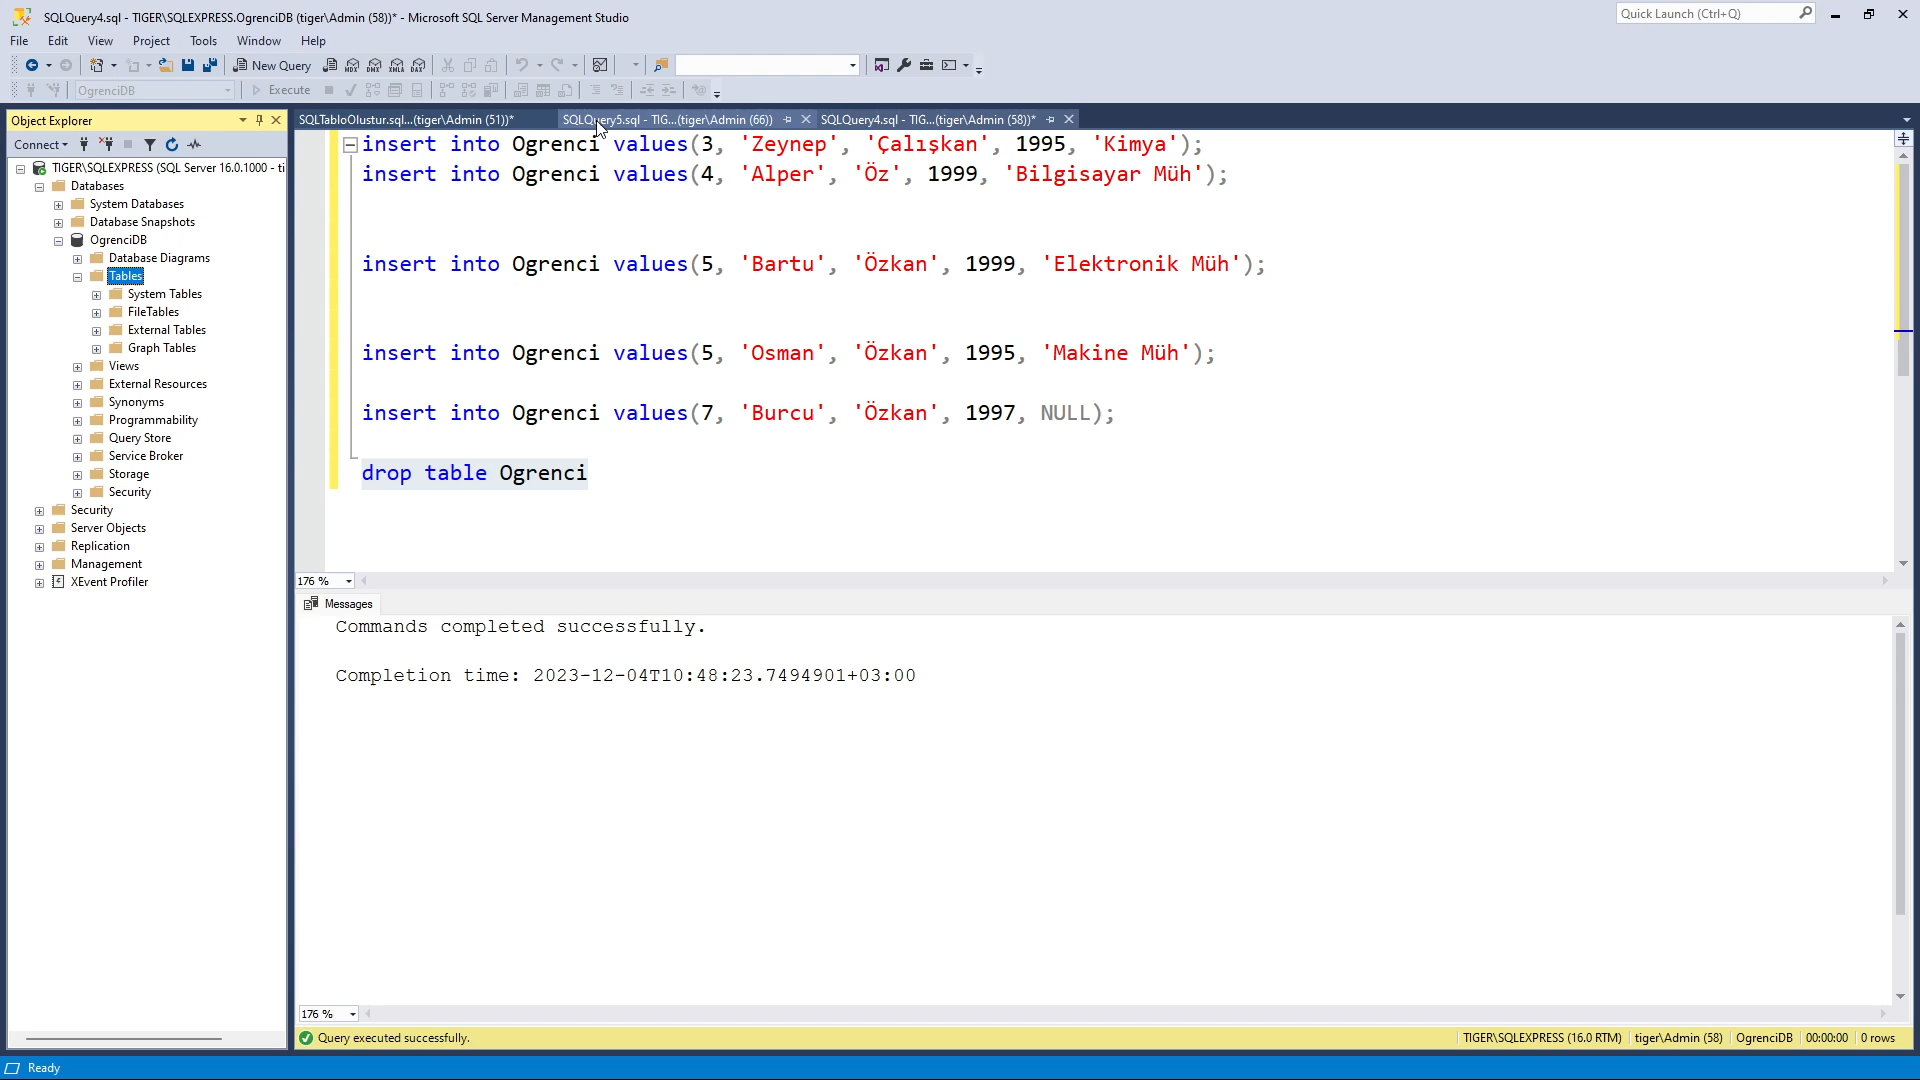 SQLQuery4.sql - TIGER\SQLEXPRESS.OgrenciDB (tiger\Admin (58))* - Microsoft SQL Server Management Studio
Quick Launch (Ctrl+Q)
File Edit View Project Tools Window Help
New Query MDX DMX XMLA DAX
OgrenciDB Execute
Object Explorer
SQLTabloOlustur.sql...(tiger\Admin (51))* SQLQuery5.sql - TIG...(tiger\Admin (66)) SQLQuery4.sql - TIG...(tiger\Admin (58))*
Connect
TIGER\SQLEXPRESS (SQL Server 16.0.1000 - ti
Databases
System Databases
Database Snapshots
OgrenciDB
Database Diagrams
Tables
System Tables
FileTables
External Tables
Graph Tables
Views
External Resources
Synonyms
Programmability
Query Store
Service Broker
Storage
Security
Security
Server Objects
Replication
Management
XEvent Profiler
insert into Ogrenci values(3, 'Zeynep', 'Çalışkan', 1995, 'Kimya');
insert into Ogrenci values(4, 'Alper', 'Öz', 1999, 'Bilgisayar Müh');
insert into Ogrenci values(5, 'Bartu', 'Özkan', 1999, 'Elektronik Müh');
insert into Ogrenci values(5, 'Osman', 'Özkan', 1995, 'Makine Müh');
insert into Ogrenci values(7, 'Burcu', 'Özkan', 1997, NULL);
drop table Ogrenci
176 %
Messages
Commands completed successfully.
Completion time: 2023-12-04T10:48:23.7494901+03:00
176 %
Query executed successfully. TIGER\SQLEXPRESS (16.0 RTM) tiger\Admin (58) OgrenciDB 00:00:00 0 rows
Ready